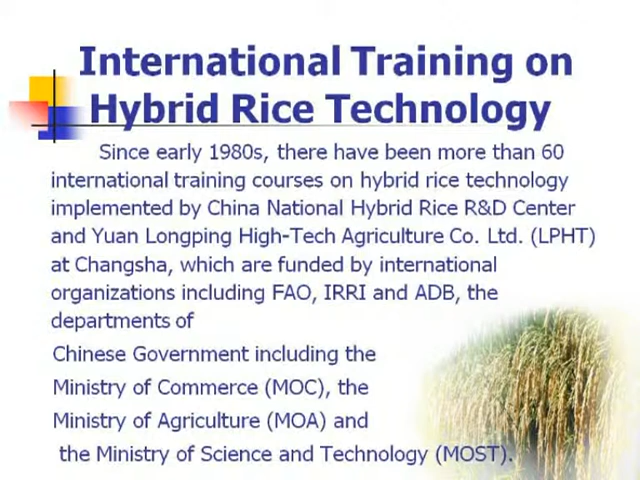 International Training on
Hybrid Rice Technology
Since early 1980s, there have been more than 60
international training courses on hybrid rice technology
implemented by China National Hybrid Rice R&D Center
and Yuan Longping High-Tech Agriculture Co. Ltd. (LPHT)
at Changsha, which are funded by international
organizations including FAO, IRRI and ADB, the
departments of
Chinese Government including the
Ministry of Commerce (MOC), the
Ministry of Agriculture (MOA) and
the Ministry of Science and Technology (MOST).